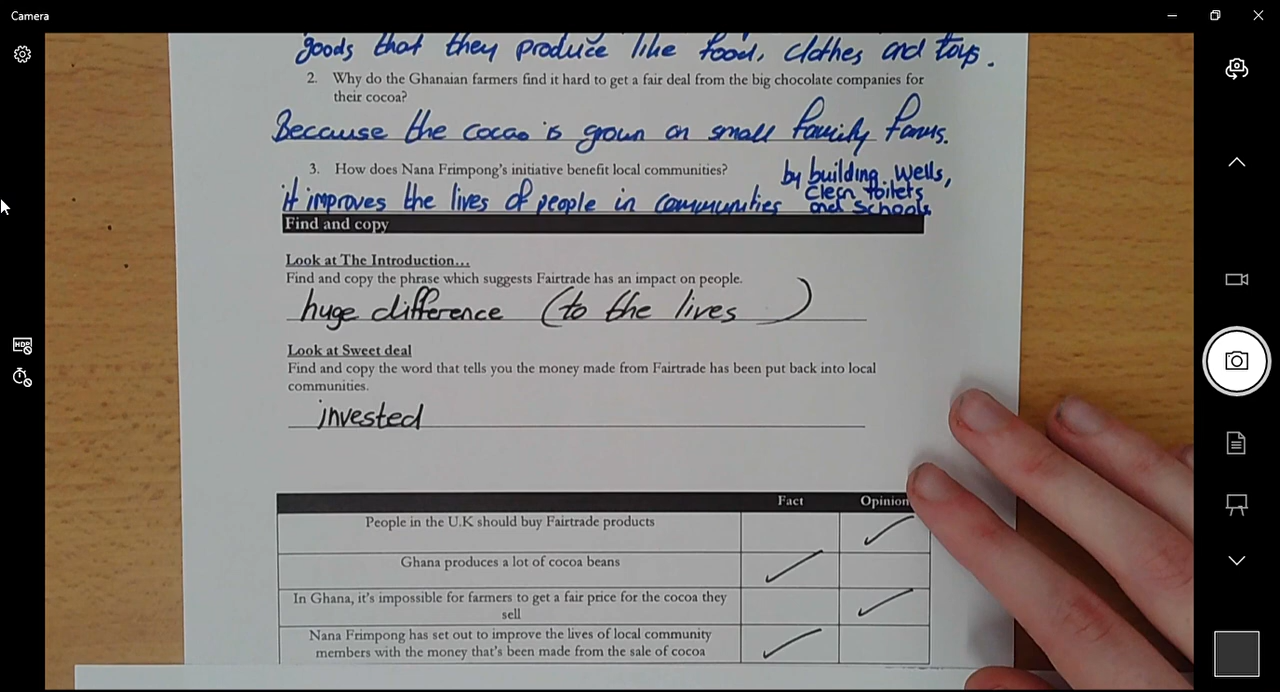 Camera
goods that they produce like food, clothes and toys.
2. Why do the Ghanaian farmers find it hard to get a fair deal from the big chocolate companies for
their cocoa?
Because the cocao is grown on small family farms.
3. How does Nana Frimpong's initiative benefit local communities?
it improves the lives of people in communities
by building wells,
clean toilets
and schools
Find and copy
Look at The Introduction...
Find and copy the phrase which suggests Fairtrade has an impact on people.
huge difference (to the lives )
Look at Sweet deal
Find and copy the word that tells you the money made from Fairtrade has been put back into local
communities.
invested
Fact Opinion
People in the U.K should buy Fairtrade products
Ghana produces a lot of cocoa beans
In Ghana, it's impossible for farmers to get a fair price for the cocoa they
sell
Nana Frimpong has set out to improve the lives of local community
members with the money that's been made from the sale of cocoa